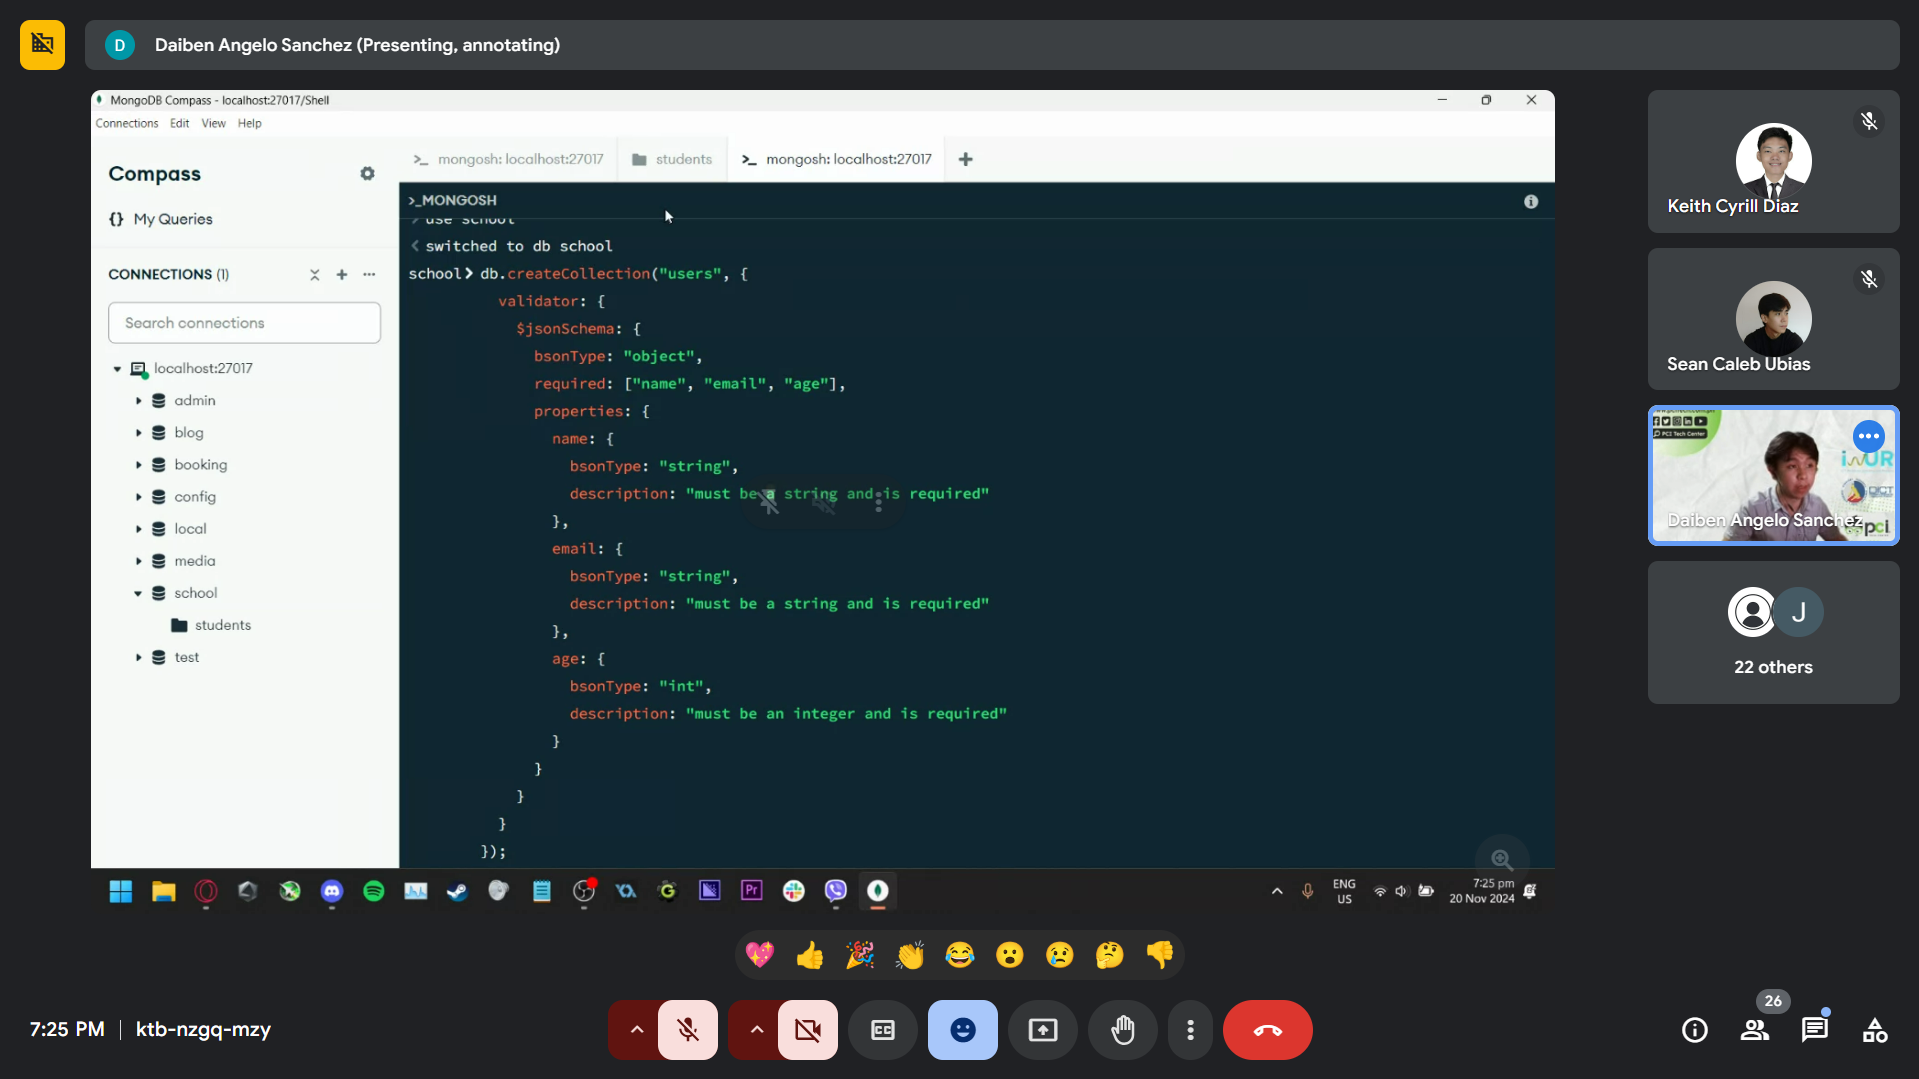 D Daiben Angelo Sanchez (Presenting, annotating)
MongoDB Compass - localhost:27017/Shell
Connections Edit View Help
Compass
{} My Queries
CONNECTIONS (1)
Search connections
localhost:27017
admin
blog
booking
config
local
media
school
students
test
>_ mongosh: localhost:27017
students
>_ mongosh: localhost:27017
>_MONGOSH
> use school
< switched to db school
school> db.createCollection("users", {
validator: {
$jsonSchema: {
bsonType: "object",
required: ["name", "email", "age"],
properties: {
name: {
bsonType: "string",
description: "must be a string and is required"
},
email: {
bsonType: "string",
description: "must be a string and is required"
},
age: {
bsonType: "int",
description: "must be an integer and is required"
}
}
}
}
});
ENG
US
7:25 pm
20 Nov 2024
Pr
Keith Cyrill Diaz
Sean Caleb Ubias
PCI Tech Center
pci
Daiben Angelo Sanchez
J
22 others
7:25 PM | ktb-nzgq-mzy
CC
26